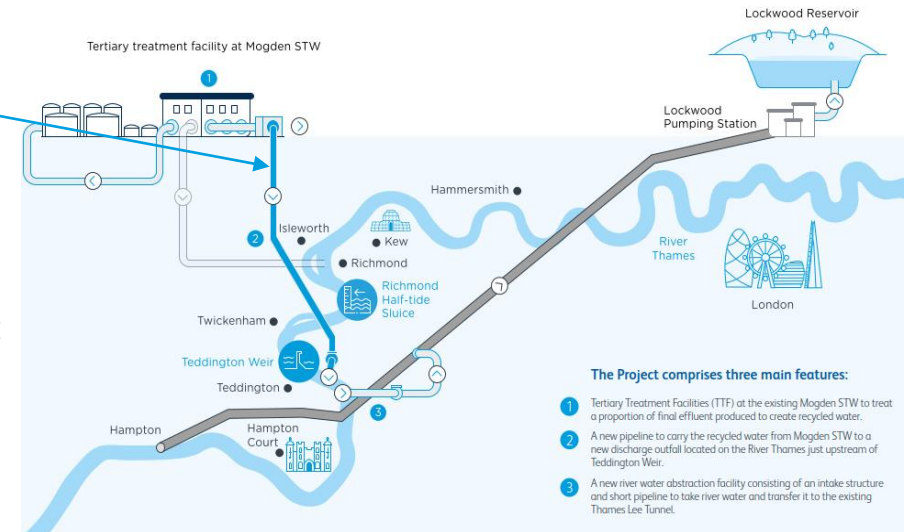 Lockwood Reservoir
Tertiary treatment facility at Mogden STW
1
Lockwood
Pumping Station
Hammersmith
Isleworth
2
Kew
Richmond
River
Thames
Richmond
Half-tide
Sluice
London
Twickenham
Teddington Weir
Teddington
3
Hampton
Hampton
Court
The Project comprises three main features:
1 Tertiary Treatment Facilities (TTF) at the existing Mogden STW to treat
a proportion of final effluent produced to create recycled water.
2 A new pipeline to carry the recycled water from Mogden STW to a
new discharge outfall located on the River Thames just upstream of
Teddington Weir.
3 A new river water abstraction facility consisting of an intake structure
and short pipeline to take river water and transfer it to the existing
Thames Lee Tunnel.